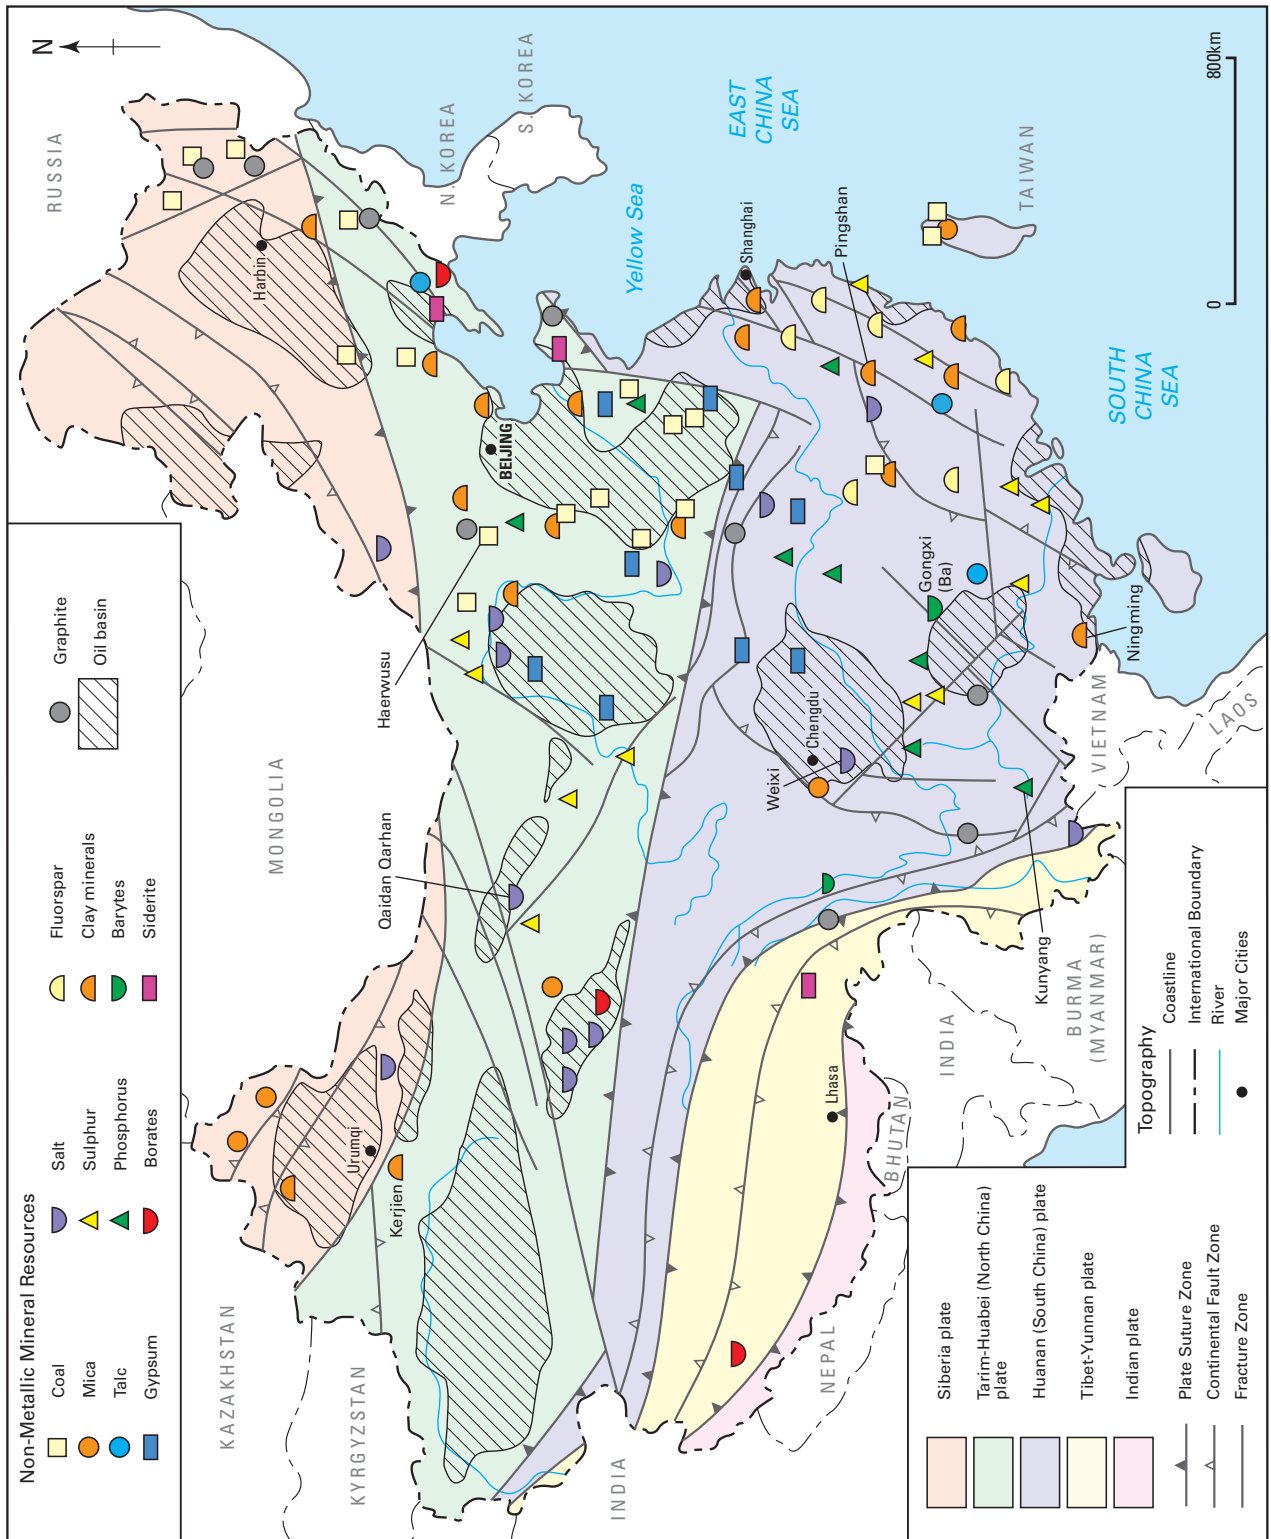 Non-Metallic Mineral Resources
Coal
Mica
Talc
Gypsum
Salt
Sulphur
Phosphorus
Borates
Fluorspar
Clay minerals
Barytes
Siderite
Graphite
Oil basin
N
RUSSIA
KAZAKHSTAN
KYRGYZSTAN
MONGOLIA
N. KOREA
S. KOREA
Harbin
Urumqi
Kerjien
Qaidan Qarhan
Haerwusu
BEIJING
Yellow Sea
EAST
CHINA
SEA
Shanghai
Pingshan
TAIWAN
INDIA
Weixi
Chengdu
Gongxi
(Ba)
SOUTH
CHINA
SEA
Lhasa
NEPAL
BHUTAN
INDIA
BURMA
(MYANMAR)
Kunyang
VIETNAM
LAOS
Ningming
0
800km
Siberia plate
Tarim-Huabei (North China)
plate
Huanan (South China) plate
Tibet-Yunnan plate
Indian plate
Plate Suture Zone
Continental Fault Zone
Fracture Zone
Topography
Coastline
International Boundary
River
Major Cities